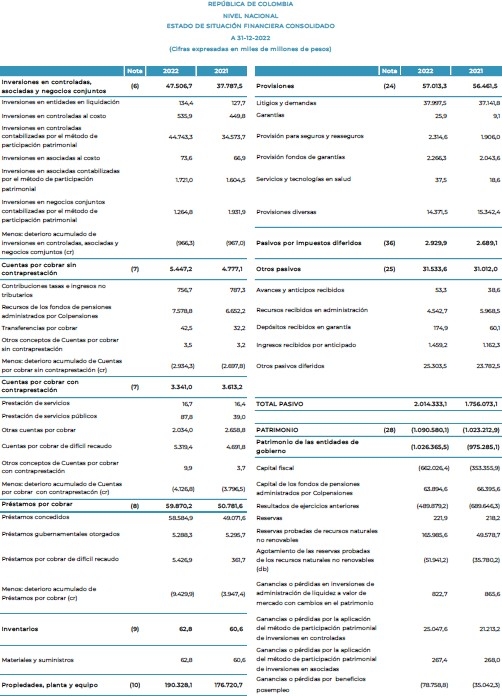 REPÚBLICA DE COLOMBIA
NIVEL NACIONAL
ESTADO DE SITUACIÓN FINANCIERA CONSOLIDADO
A 31-12-2022
(Cifras expresadas en miles de millones de pesos)
Nota 2022 2021
Inversiones en controladas,
asociadas y negocios conjuntos (6) 47.506,7 37.787,5
Inversiones en entidades en liquidación 134,4 127,7
Inversiones en controladas al costo 535,9 449,8
Inversiones en controladas
contabilizadas por el método de 44.743,3 34.573,7
participación patrimonial
Inversiones en asociadas al costo 73,6 66,9
Inversiones en asociadas contabilizadas
por el método de participación 1.721,0 1.604,5
patrimonial
Inversiones en negocios conjuntos
contabilizadas por el método de 1.264,8 1.931,9
participación patrimonial
Menos: deterioro acumulado de
inversiones en controladas, asociadas y (966,3) (967,0)
negocios comjuntos (cr)
Cuentas por cobrar sin
contraprestación (7) 5.447,2 4.777,1
Contribuciones tasas e ingresos no
tributarios 756,7 787,3
Recursos de los fondos de pensiones
administrados por Colpensiones 7.578,8 6.652,2
Transferencias por cobrar 42,5 32,2
Otros conceptos de Cuentas por cobrar
sin contraprestación 3,5 3,2
Menos: deterioro acumulado de Cuentas
por cobrar sin contraprestación (cr) (2.934,3) (2.697,8)
Cuentas por cobrar con
contraprestación (7) 3.341,0 3.613,2
Prestación de servicios 16,7 16,4
Prestación de servicios públicos 87,8 39,0
Otras cuentas por cobrar 2.034,0 2.658,8
Cuentas por cobrar de difícil recaudo 5.319,4 4.691,8
Otros conceptos de Cuentas por cobrar
con contraprestación 9,9 3,7
Menos: deterioro acumulado de Cuentas
por cobrar con contraprestación (cr) (4.126,8) (3.796,5)
Préstamos por cobrar (8) 59.870,2 50.781,6
Préstamos concedidos 58.584,9 49.071,6
Préstamos gubernamentales otorgados 5.288,3 5.295,7
Préstamos por cobrar de difícil recaudo 5.426,9 361,7
Menos: deterioro acumulado de
Préstamos por cobrar (cr) (9.429,9) (3.947,4)
Inventarios (9) 62,8 60,6
Materiales y suministros 62,8 60,6
Propiedades, planta y equipo (10) 190.328,1 176.720,7
Nota 2022 2021
Provisiones (24) 57.013,3 56.461,5
Litigios y demandas 37.997,5 37.141,8
Garantías 25,9 9,1
Provisión para seguros y reaseguros 2.314,6 1.906,0
Provisión fondos de garantías 2.266,3 2.043,6
Servicios y tecnologías en salud 37,5 18,6
Provisiones diversas 14.371,5 15.342,4
Pasivos por impuestos diferidos (36) 2.929,9 2.689,1
Otros pasivos (25) 31.533,6 31.012,0
Avances y anticipos recibidos 53,3 38,6
Recursos recibidos en administración 4.542,7 5.968,5
Depósitos recibidos en garantía 174,9 60,1
Ingresos recibidos por anticipado 1.459,2 1.162,3
Otros pasivos diferidos 25.303,5 23.782,5
TOTAL PASIVO 2.014.333,1 1.756.073,1
PATRIMONIO (28) (1.090.580,1) (1.023.212,9)
Patrimonio de las entidades de
gobierno (1.026.365,5) (975.285,1)
Capital fiscal (662.026,4) (353.355,9)
Capital de los fondos de pensiones
administrados por Colpensiones 63.894,6 66.395,6
Resultados de ejercicios anteriores (489.879,2) (689.646,3)
Reservas 221,9 218,2
Reservas probadas de recursos naturales
no renovables 165.985,6 49.578,7
Agotamiento de las reservas probadas
de los recursos naturales no renovables (51.941,2) (35.780,2)
(db)
Ganancias o pérdidas en inversiones de
administración de liquidez a valor de 822,7 865,6
mercado con cambios en el patrimonio
Ganancias o pérdidas por la aplicación
del método de participación patrimonial 25.047,6 21.213,2
de inversiones en controladas
Ganancias o pérdidas por la aplicación
del método de participación patrimonial 267,4 268,0
de inversiones en asociadas
Ganancias o pérdidas por beneficios
posempleo (78.758,8) (35.042,3)